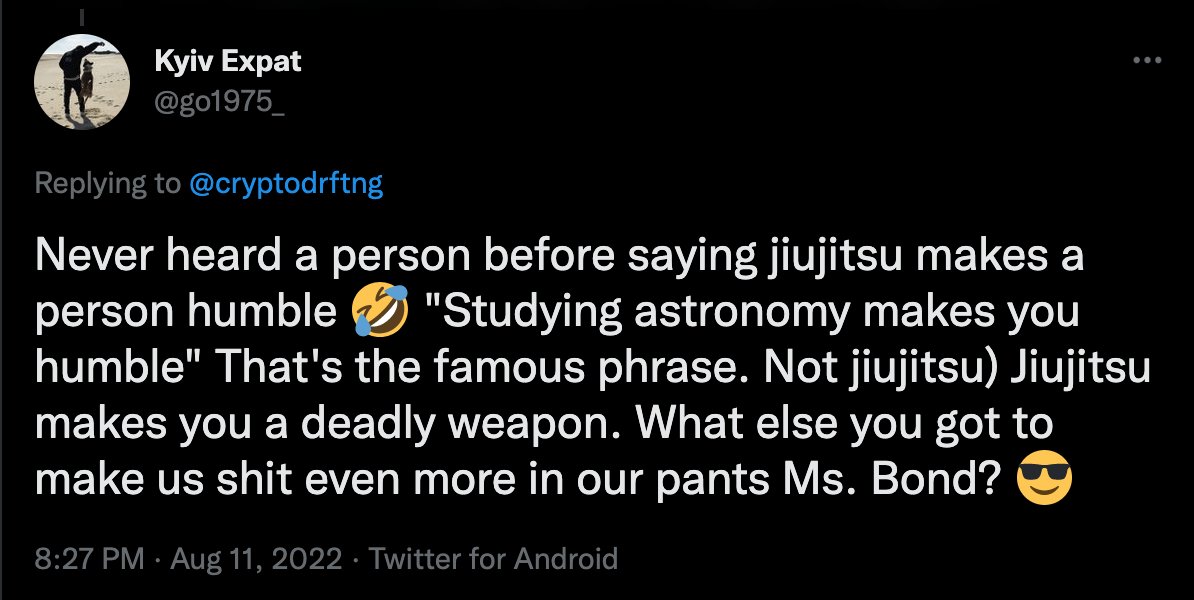 Kyiv Expat
@go1975_
Replying to @cryptodrftng
Never heard a person before saying jiujitsu makes a
person humble 🤣 "Studying astronomy makes you
humble" That's the famous phrase. Not jiujitsu) Jiujitsu
makes you a deadly weapon. What else you got to
make us shit even more in our pants Ms. Bond? 😎
8:27 PM · Aug 11, 2022 · Twitter for Android